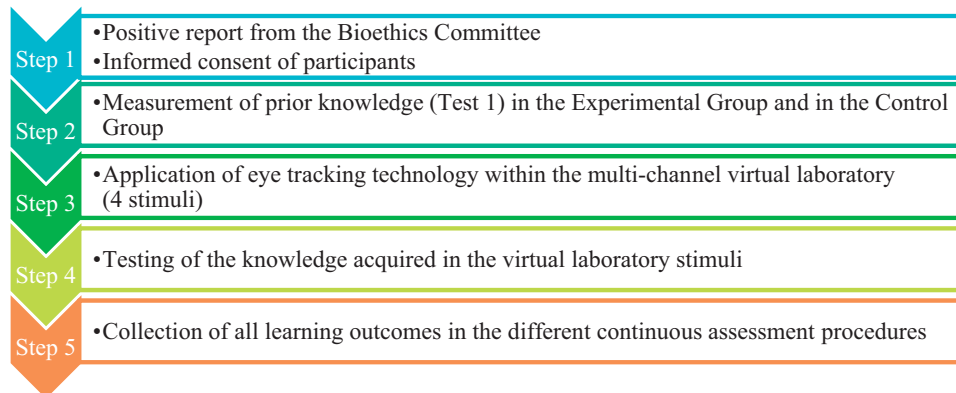 Step 1
•Positive report from the Bioethics Committee
•Informed consent of participants
Step 2
•Measurement of prior knowledge (Test 1) in the Experimental Group and in the Control
Group
Step 3
•Application of eye tracking technology within the multi-channel virtual laboratory
(4 stimuli)
Step 4
•Testing of the knowledge acquired in the virtual laboratory stimuli
Step 5
•Collection of all learning outcomes in the different continuous assessment procedures